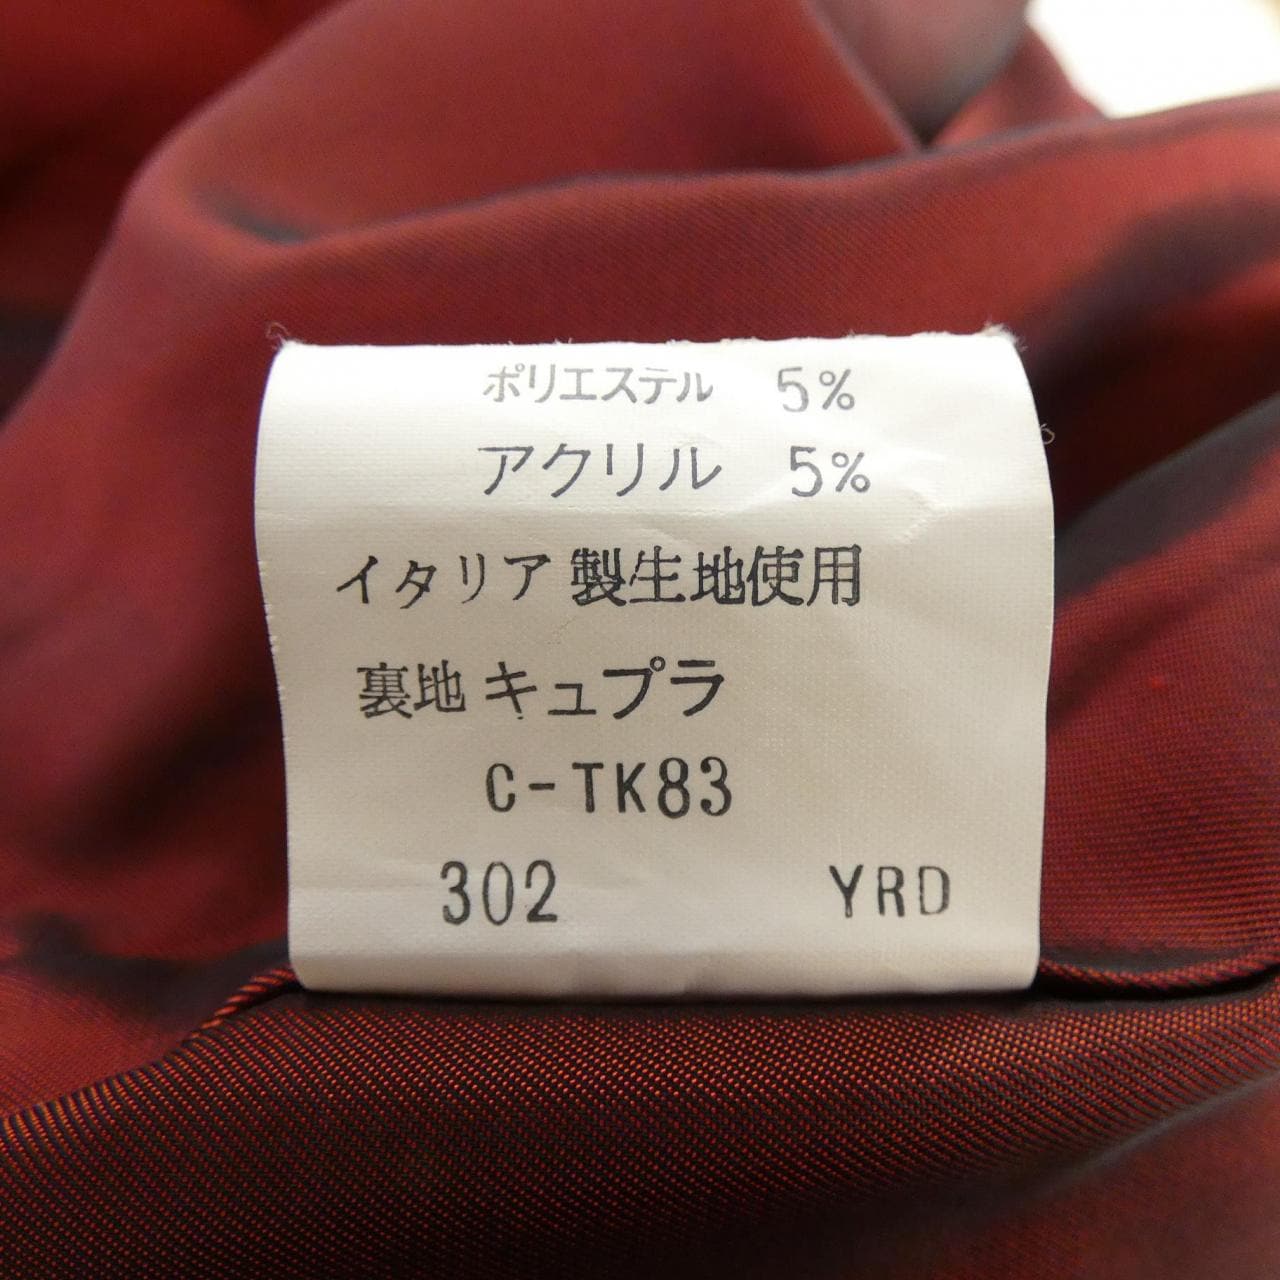 ポリエステル 5%
アクリル 5%
イタリア製生地使用
裏地 キュプラ
C-TK83
302 YRD